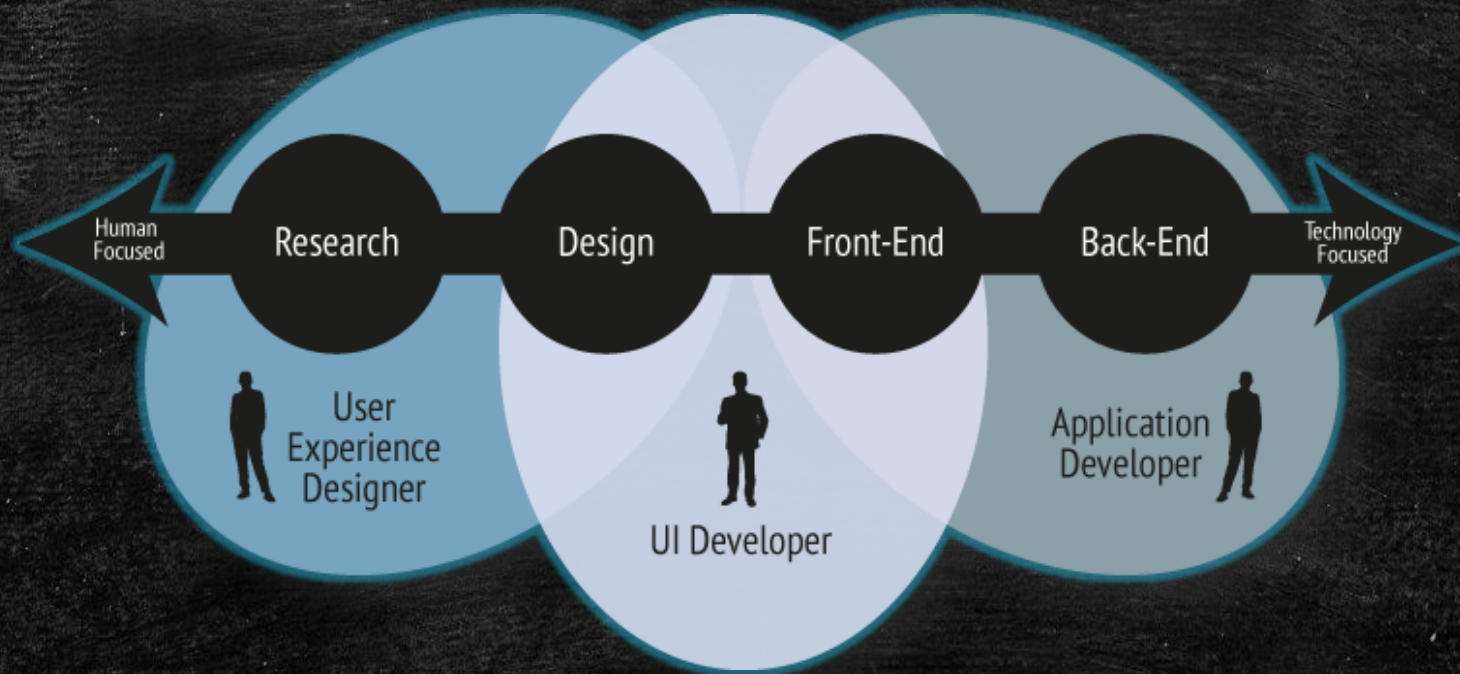 Human
Focused
Research
Design
Front-End
Back-End
Technology
Focused
User
Experience
Designer
UI Developer
Application
Developer